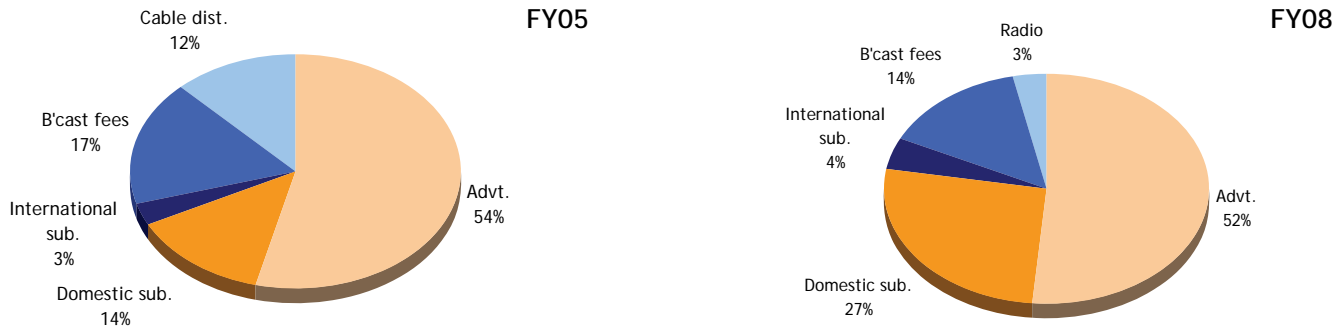 FY05
Cable dist.
12%
B'cast fees
17%
International
sub.
3%
Domestic sub.
14%
Advt.
54%
FY08
Radio
3%
B'cast fees
14%
International
sub.
4%
Domestic sub.
27%
Advt.
52%